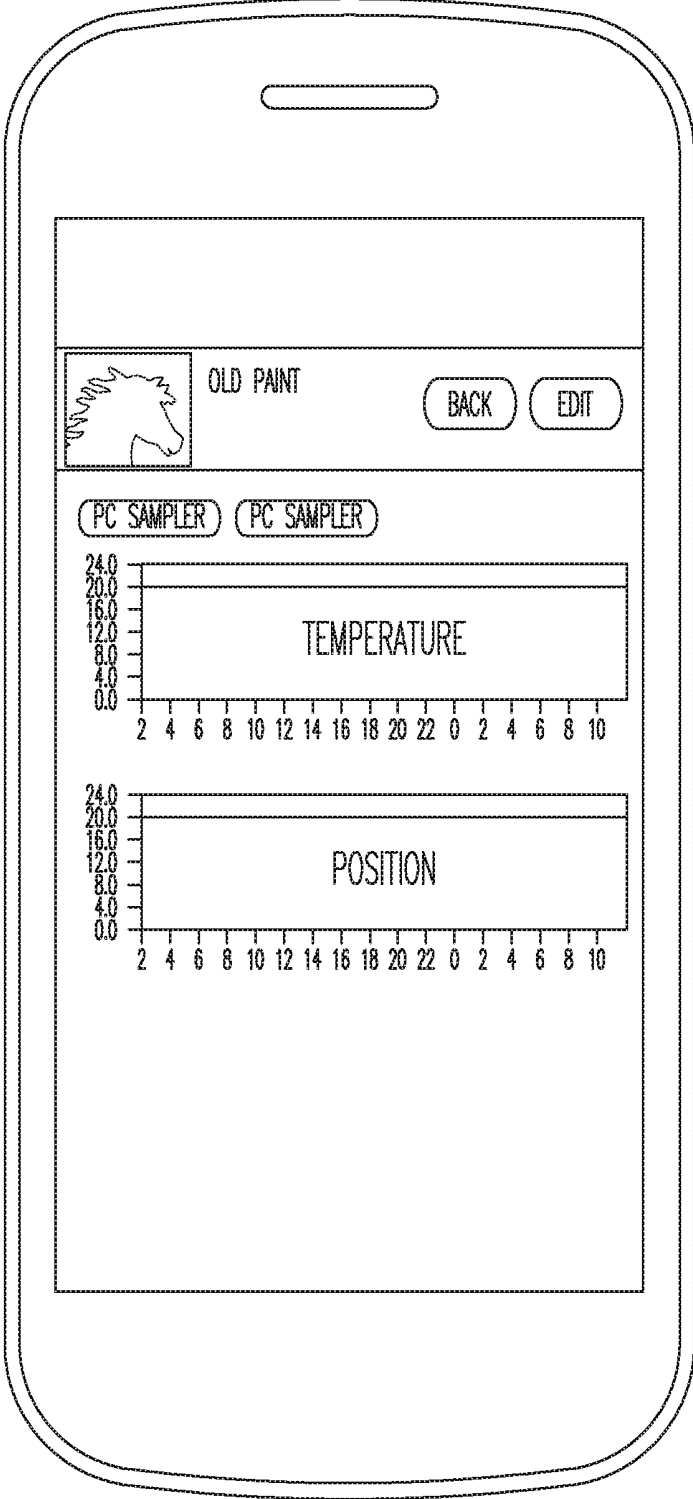 OLD PAINT
BACK EDIT
PC SAMPLER PC SAMPLER
24.0
20.0
16.0
12.0
8.0
4.0
0.0
TEMPERATURE
2 4 6 8 10 12 14 16 18 20 22 0 2 4 6 8 10
24.0
20.0
16.0
12.0
8.0
4.0
0.0
POSITION
2 4 6 8 10 12 14 16 18 20 22 0 2 4 6 8 10